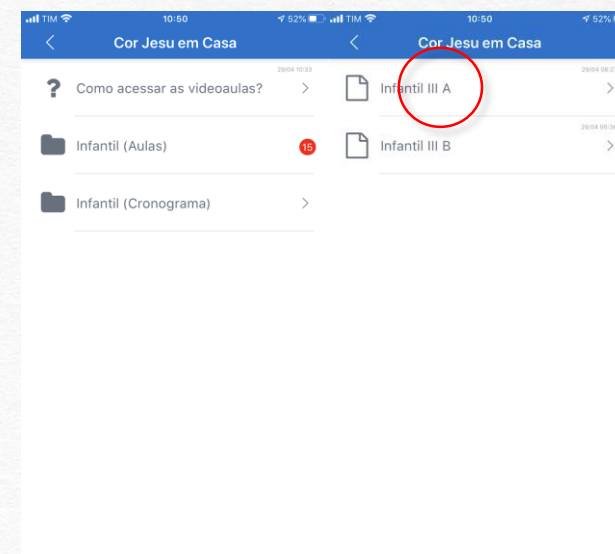 TIM 10:50 52%
Cor Jesu em Casa
29/04 10:33
? Como acessar as videoaulas?
Infantil (Aulas) 15
Infantil (Cronograma)
TIM 10:50 52%
Cor Jesu em Casa
Infantil III A
Infantil III B